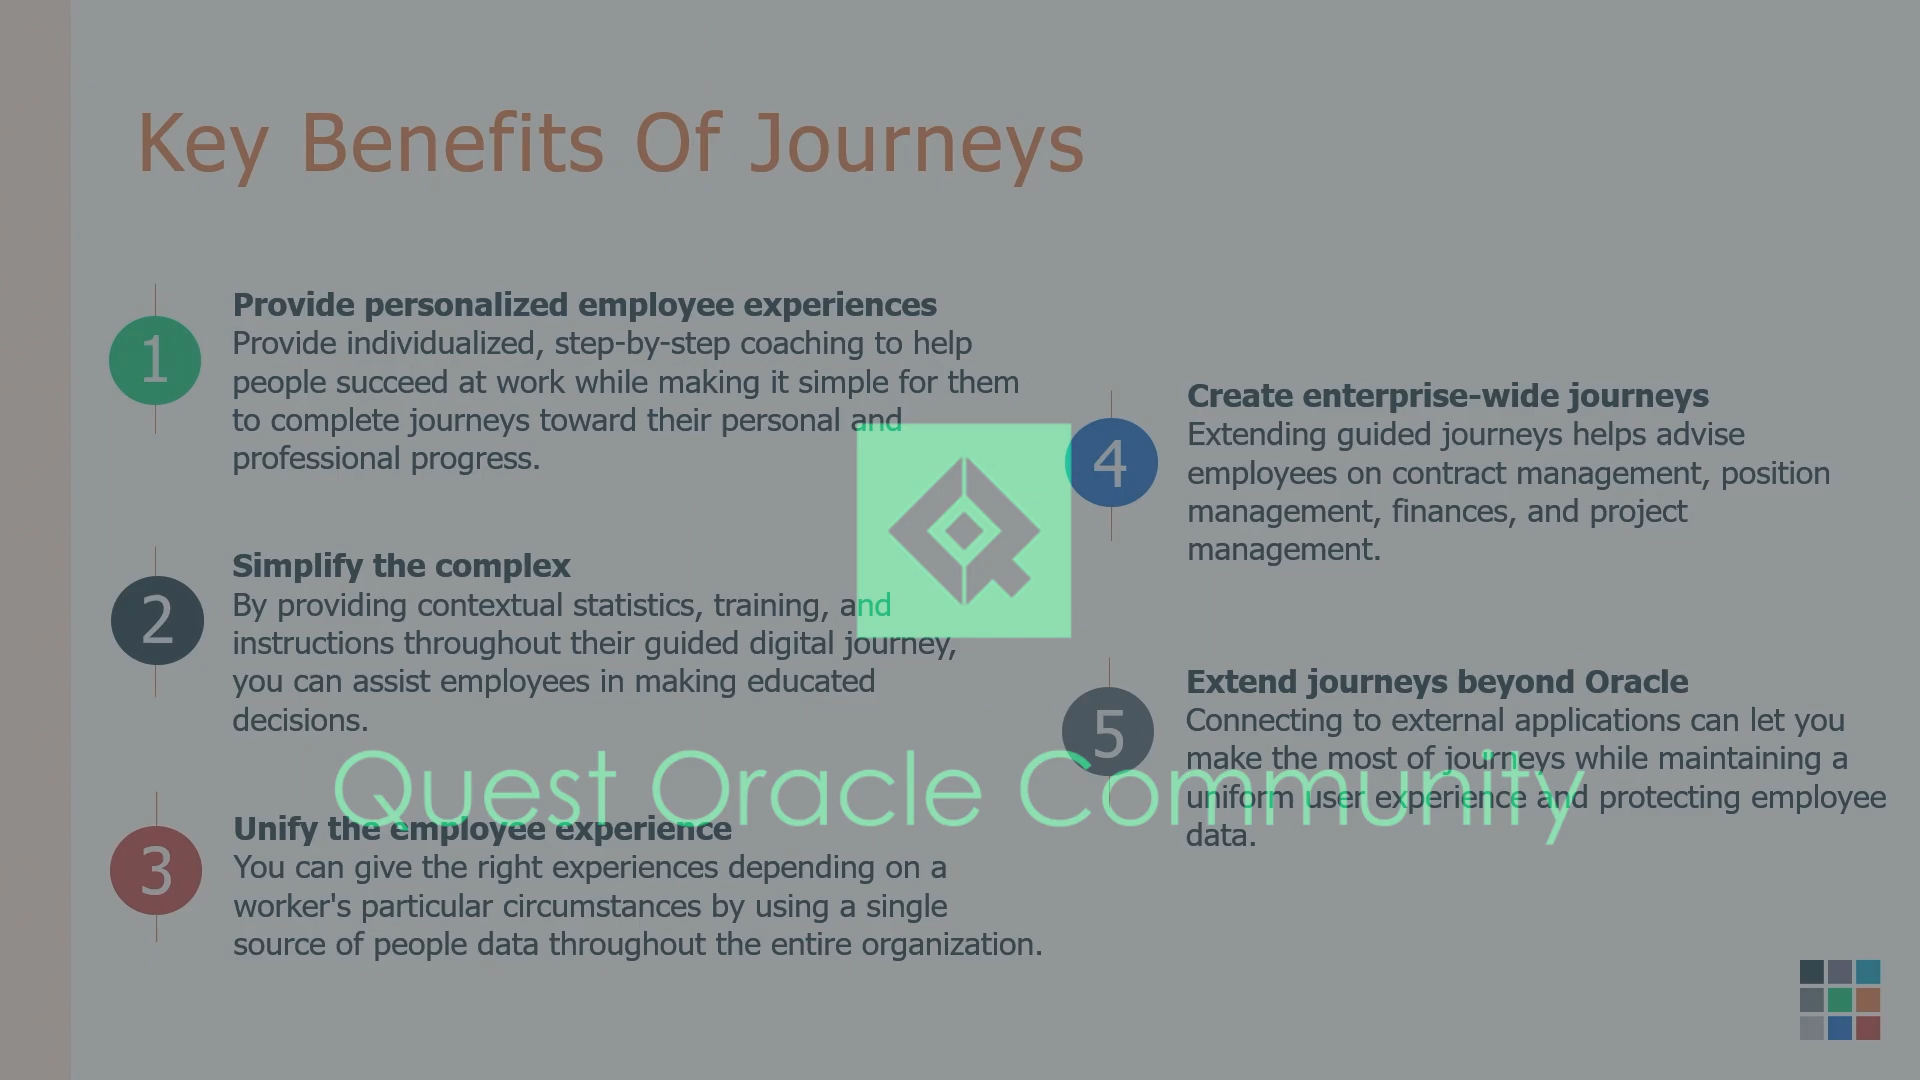 Key Benefits Of Journeys
1
Provide personalized employee experiences
Provide individualized, step-by-step coaching to help
people succeed at work while making it simple for them
to complete journeys toward their personal and
professional progress.
2
Simplify the complex
By providing contextual statistics, training, and
instructions throughout their guided digital journey,
you can assist employees in making educated
decisions.
3
Unify the employee experience
You can give the right experiences depending on a
worker's particular circumstances by using a single
source of people data throughout the entire organization.
4
Create enterprise-wide journeys
Extending guided journeys helps advise
employees on contract management, position
management, finances, and project
management.
5
Extend journeys beyond Oracle
Connecting to external applications can let you
make the most of journeys while maintaining a
uniform user experience and protecting employee
data.
Quest Oracle Community